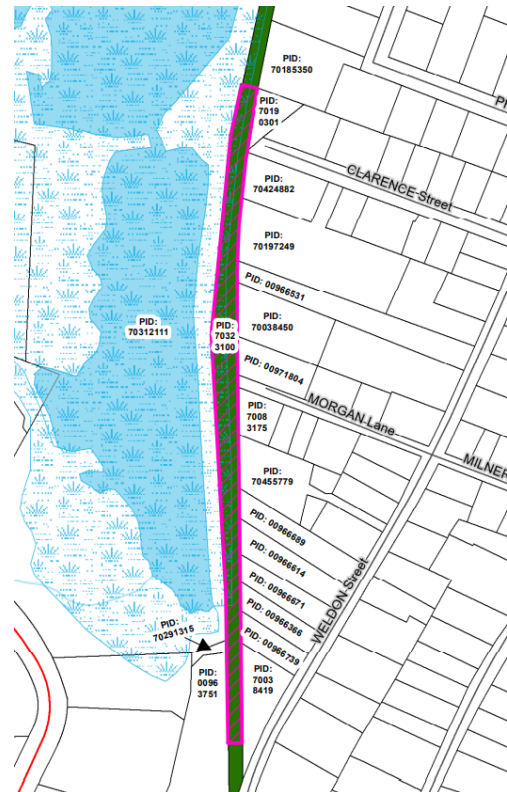 PID:
70185350
PID:
7019
0301
PI
CLARENCE Street
PID:
70424882
PID:
70197249
PID: 00966531
PID:
70312111
PID:
7032
3100
PID:
70038450
PID: 00971804
MORGAN Lane
PID:
7008
3175
MILNER
PID:
70455779
PID: 00966689
PID: 00966614
PID: 00966671
PID: 00966366
PID: 00966739
WELDON Street
PID:
70291315
PID:
0096
3751
PID:
7003
8419